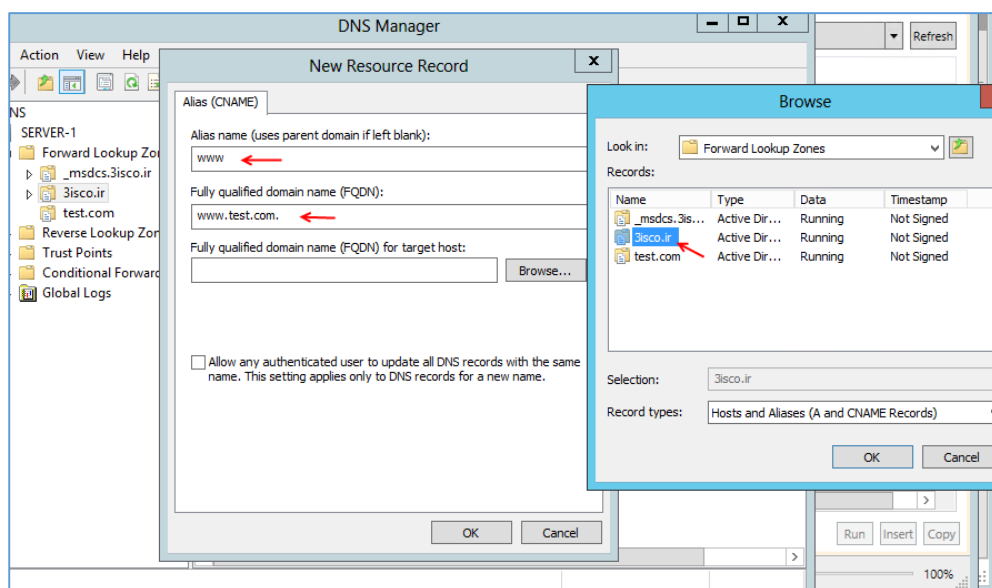 DNS Manager
Action View Help
NS
SERVER-1
Forward Lookup Zor
_msdcs.3isco.ir
3isco.ir
test.com
Reverse Lookup Zor
Trust Points
Conditional Forward
Global Logs
New Resource Record
Alias (CNAME)
Alias name (uses parent domain if left blank):
www
Fully qualified domain name (FQDN):
www.test.com.
Fully qualified domain name (FQDN) for target host:
Browse...
Allow any authenticated user to update all DNS records with the same
name. This setting applies only to DNS records for a new name.
OK Cancel
Refresh
Browse
Look in: Forward Lookup Zones
Records:
Name Type Data Timestamp
_msdcs.3is... Active Dir... Running Not Signed
3isco.ir Active Dir... Running Not Signed
test.com Active Dir... Running Not Signed
Selection: 3isco.ir
Record types: Hosts and Aliases (A and CNAME Records)
OK Cancel
Run Insert Copy
100%